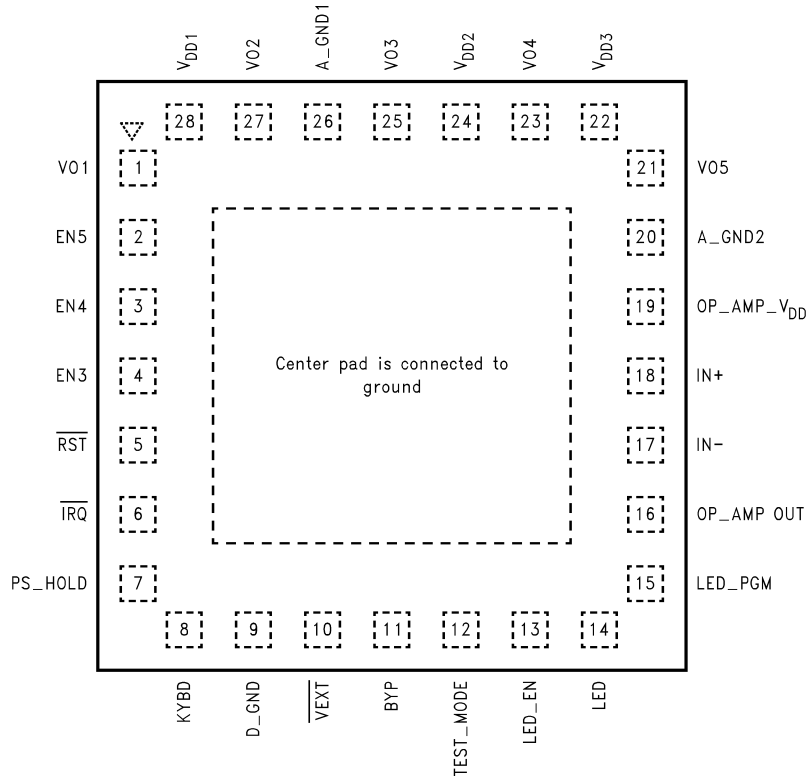 V_DD1 VO2 A_GND1 VO3 V_DD2 VO4 V_DD3
28 27 26 25 24 23 22
VO1 1 21 VO5
EN5 2 20 A_GND2
EN4 3 19 OP_AMP_V_DD
EN3 4 18 IN+
Center pad is connected to
ground
R̅S̅T̅ 5 17 IN-
I̅R̅Q̅ 6 16 OP_AMP OUT
PS_HOLD 7 15 LED_PGM
8 9 10 11 12 13 14
KYBD D_GND V̅E̅X̅T̅ BYP TEST_MODE LED_EN LED